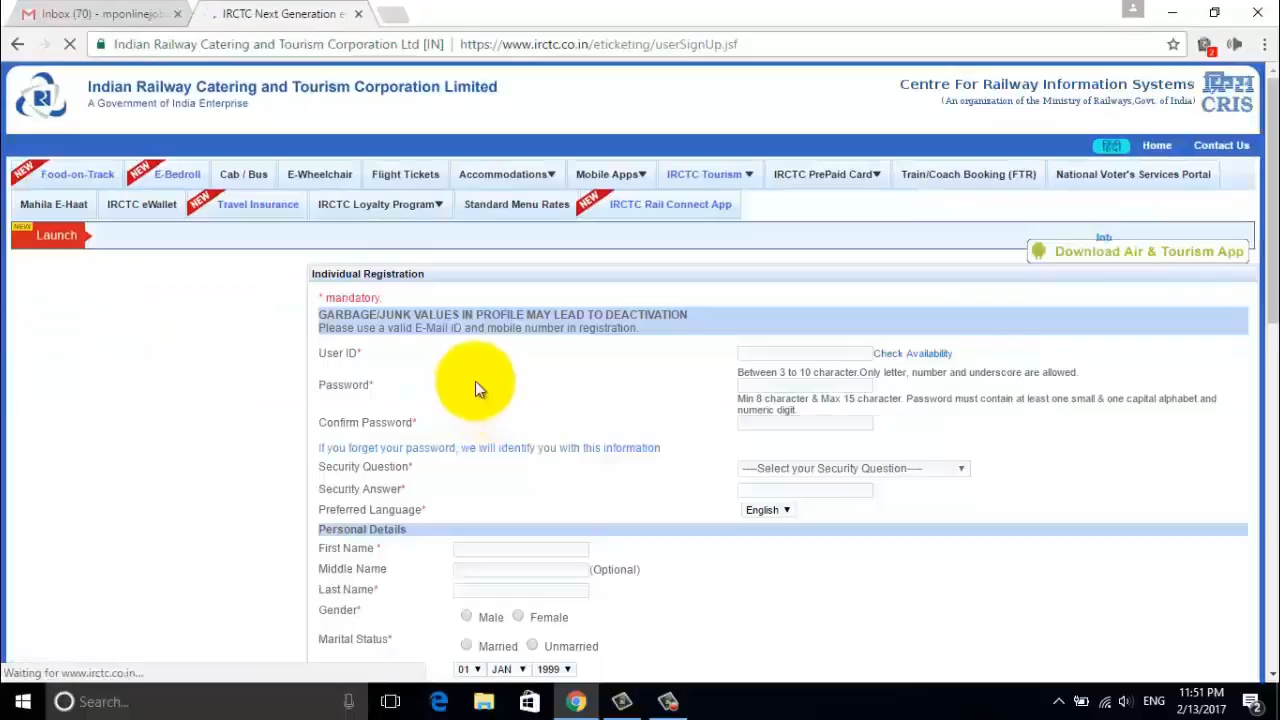 Inbox (70) - mponlinejob
IRCTC Next Generation e
Indian Railway Catering and Tourism Corporation Ltd [IN] https://www.irctc.co.in/eticketing/userSignUp.jsf
2
Indian Railway Catering and Tourism Corporation Limited
A Government of India Enterprise
Centre For Railway Information Systems
(An organization of the Ministry of Railways,Govt. of India)
CRIS
हिंदी Home Contact Us
NEW Food-on-Track NEW E-Bedroll Cab / Bus E-Wheelchair Flight Tickets Accommodations▼ Mobile Apps▼ IRCTC Tourism ▼ IRCTC PrePaid Card▼ Train/Coach Booking (FTR) National Voter's Services Portal
Mahila E-Haat IRCTC eWallet NEW Travel Insurance IRCTC Loyalty Program▼ Standard Menu Rates NEW IRCTC Rail Connect App
NEW
Launch
Download Air & Tourism App
Individual Registration
* mandatory.
GARBAGE/JUNK VALUES IN PROFILE MAY LEAD TO DEACTIVATION
Please use a valid E-Mail ID and mobile number in registration.
User ID* Check Availability
Between 3 to 10 character.Only letter, number and underscore are allowed.
Password*
Min 8 character & Max 15 character. Password must contain at least one small & one capital alphabet and
numeric digit.
Confirm Password*
If you forget your password, we will identify you with this information
Security Question* ----Select your Security Question----
Security Answer*
Preferred Language* English ▼
Personal Details
First Name *
Middle Name (Optional)
Last Name*
Gender* Male Female
Marital Status* Married Unmarried
01 ▼ JAN ▼ 1999 ▼
Waiting for www.irctc.co.in...
Search... ENG 11:51 PM
2/13/2017 2